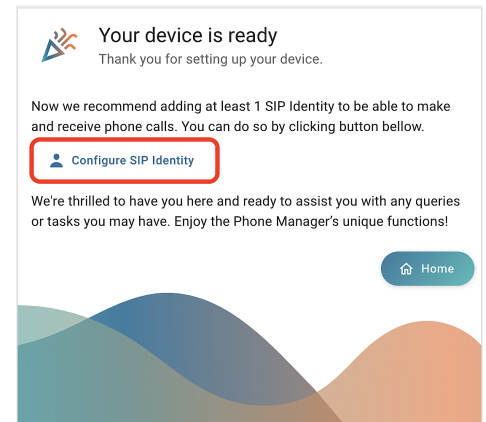 Your device is ready
Thank you for setting up your device.
Now we recommend adding at least 1 SIP Identity to be able to make
and receive phone calls. You can do so by clicking button bellow.
Configure SIP Identity
We're thrilled to have you here and ready to assist you with any queries
or tasks you may have. Enjoy the Phone Manager's unique functions!
Home